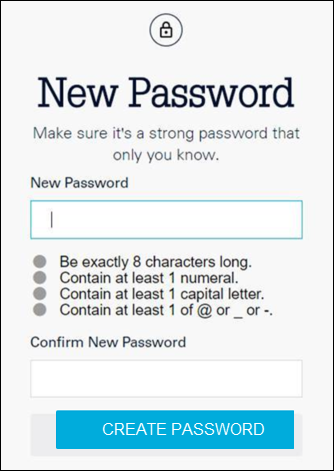 New Password
Make sure it's a strong password that
only you know.
New Password
Be exactly 8 characters long.
Contain at least 1 numeral.
Contain at least 1 capital letter.
Contain at least 1 of @ or _ or -.
Confirm New Password
CREATE PASSWORD